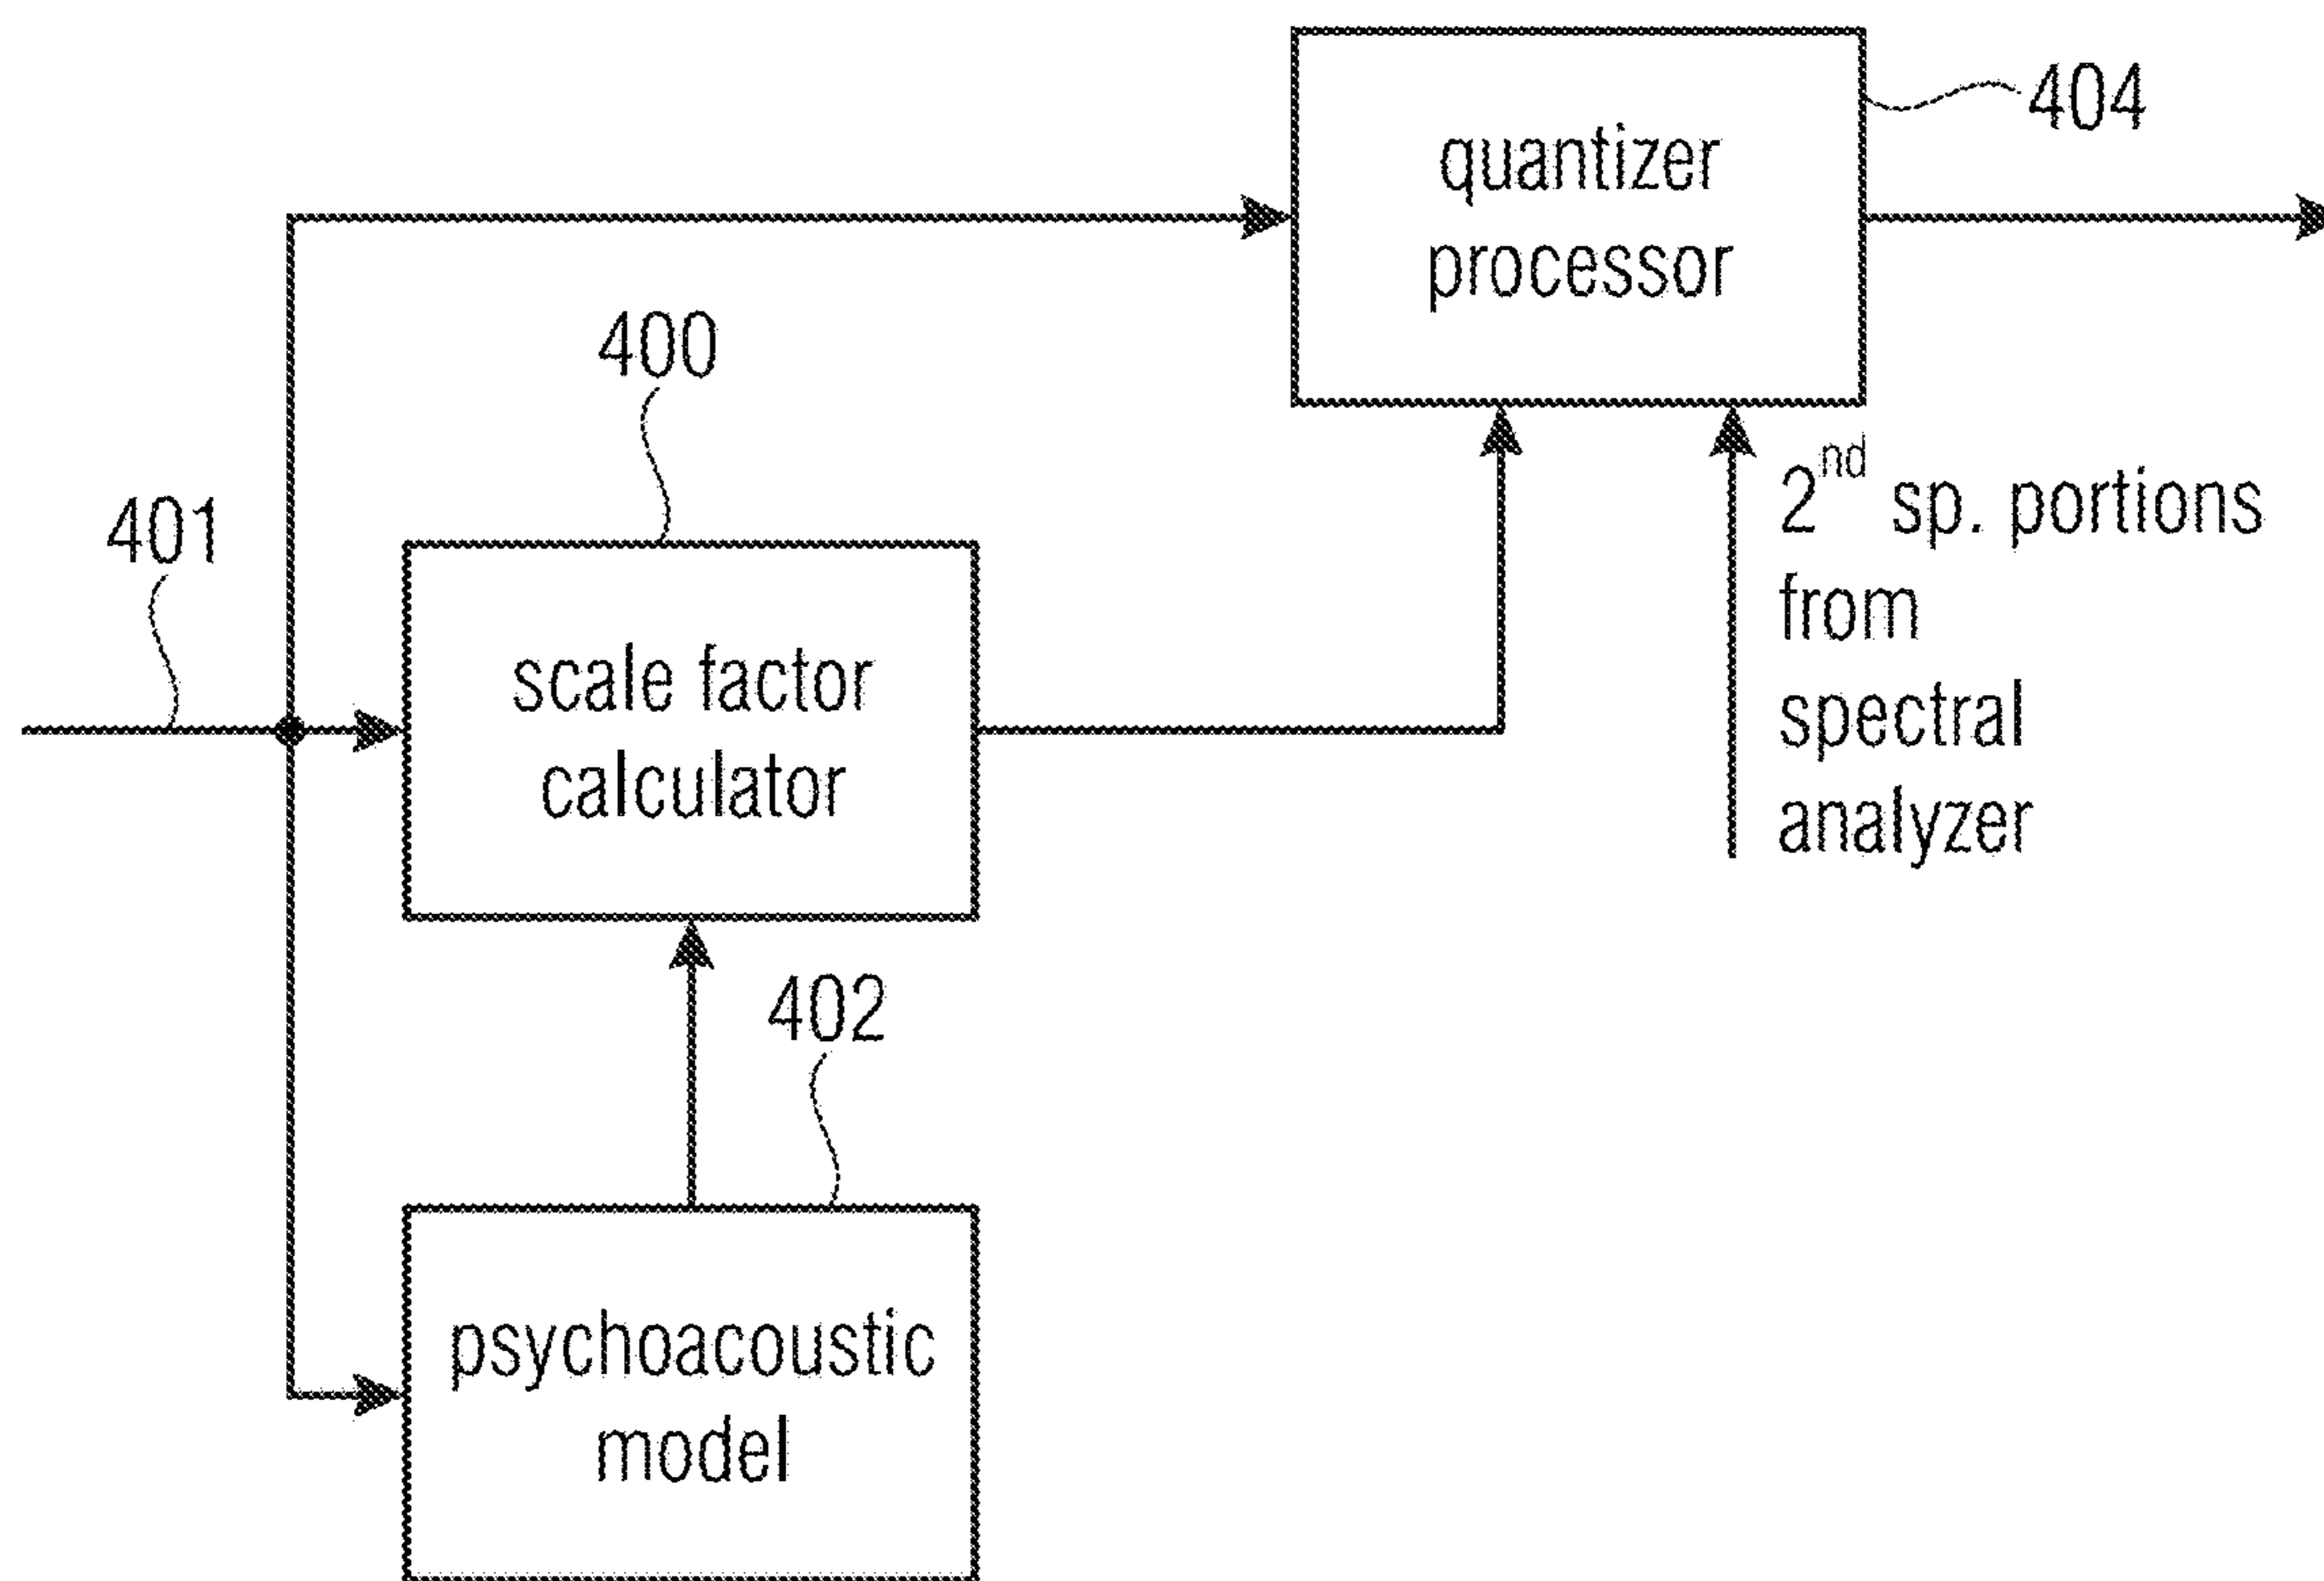 404
quantizer
processor
400
2nd sp. portions
from
spectral
analyzer
401
scale factor
calculator
402
psychoacoustic
model